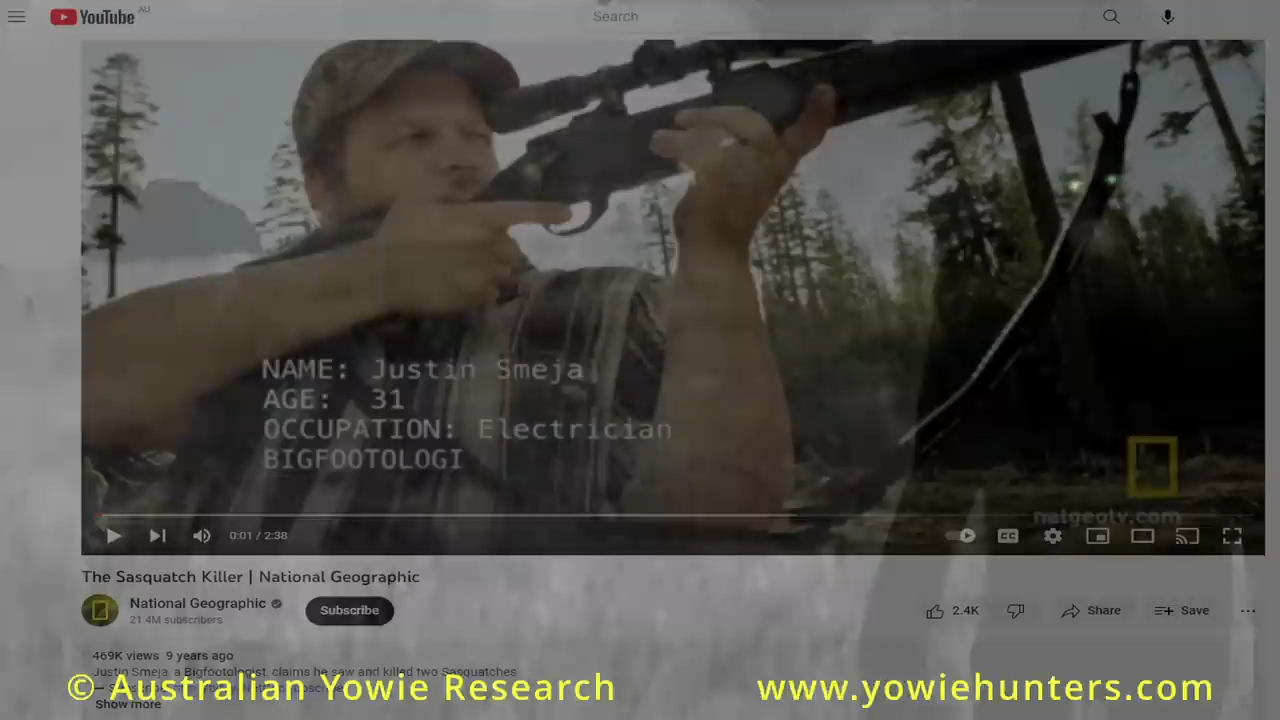 YouTube AU
Search
NAME: Justin Smeja
AGE: 31
OCCUPATION: Electrician
BIGFOOTOLOGI
natgeotv.com
0:01 / 2:38
CC
The Sasquatch Killer | National Geographic
National Geographic
21.4M subscribers
Subscribe
2.4K
Share
Save
469K views 9 years ago
Justin Smeja, a Bigfootologist, claims he saw and killed two Sasquatches
Show more
© Australian Yowie Research
www.yowiehunters.com